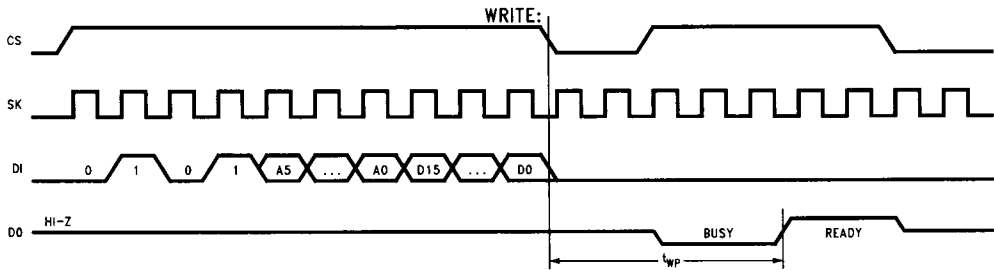 WRITE:
CS
SK
DI 0 1 0 1 A5 ... A0 D15 ... D0
DO HI-Z BUSY READY
tWP